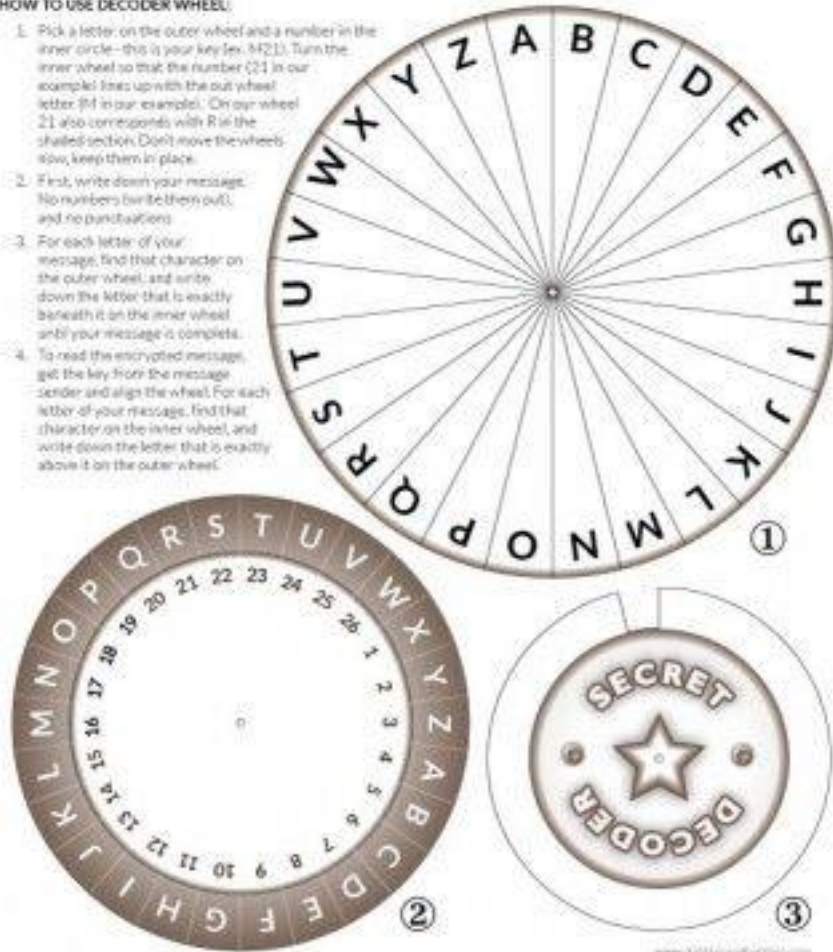 HOW TO USE DECODER WHEEL:
1. Pick a letter on the outer wheel and a number in the
inner circle - this is your key (ex. M21). Turn the
inner wheel so that the number (21 in our
example) lines up with the out wheel
letter (M in our example). On our wheel
21 also corresponds with R in the
shaded section. Don't move the wheels
now, keep them in place.
2. First, write down your message.
No numbers (write them out),
and no punctuations
3. For each letter of your
message, find that character on
the outer wheel, and write
down the letter that is exactly
beneath it on the inner wheel
until your message is complete.
4. To read the encrypted message,
get the key from the message
sender and align the wheel. For each
letter of your message, find that
character on the inner wheel, and
write down the letter that is exactly
above it on the outer wheel.
A B C D E F G H I J K L M N O P Q R S T U V W X Y Z
①
A B C D E F G H I J K L M N O P Q R S T U V W X Y Z
1 2 3 4 5 6 7 8 9 10 11 12 13 14 15 16 17 18 19 20 21 22 23 24 25 26
②
SECRET
DECODER
③